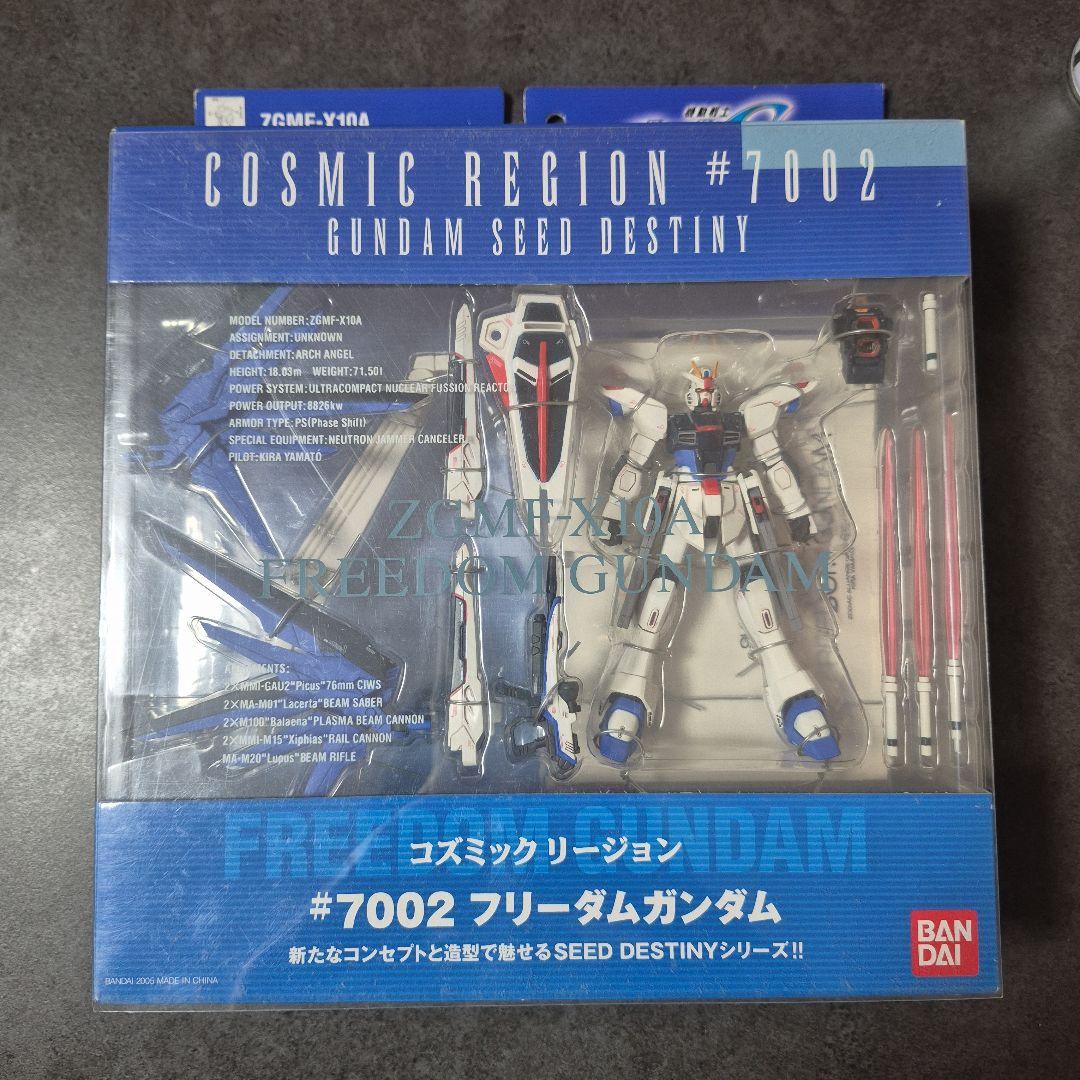 ZGMF-X10A
機動戦士
COSMIC REGION #7002
GUNDAM SEED DESTINY
MODEL NUMBER:ZGMF-X10A
ASSIGNMENT:UNKNOWN
DETACHMENT:ARCH ANGEL
HEIGHT:18.03m WEIGHT:71.50t
POWER SYSTEM:ULTRACOMPACT NUCLEAR FUSSION REACTO
POWER OUTPUT:8826kw
ARMOR TYPE:PS(Phase Shift)
SPECIAL EQUIPMENT:NEUTRON JAMMER CANCELER
PILOT:KIRA YAMATO
ZGMF-X10A
FREEDOM GUNDAM
2×MMI-GAU2"Picus"76mm CIWS
2×MA-M01"Lacerta"BEAM SABER
2×M100"Balaena"PLASMA BEAM CANNON
2×MMI-M15"Xiphias"RAIL CANNON
MA-M20"Lupus"BEAM RIFLE
FREEDOM GUNDAM
コズミック リージョン
#7002 フリーダムガンダム
新たなコンセプトと造型で魅せるSEED DESTINYシリーズ!!
BAN
DAI
BANDAI 2005 MADE IN CHINA